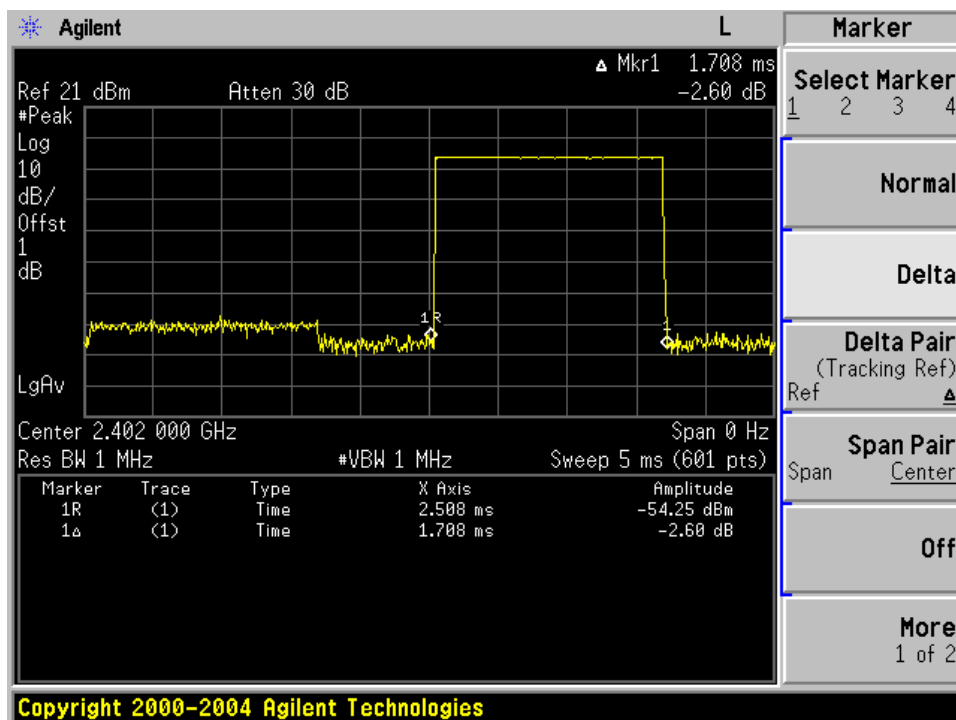 Agilent
L
Marker
Δ Mkr1 1.708 ms
Ref 21 dBm Atten 30 dB -2.60 dB
#Peak
Log
10
dB/
Offst
1
dB
LgAv
1R
1
Center 2.402 000 GHz Span 0 Hz
Res BW 1 MHz #VBW 1 MHz Sweep 5 ms (601 pts)
Marker Trace Type X Axis Amplitude
1R (1) Time 2.508 ms -54.25 dBm
1Δ (1) Time 1.708 ms -2.60 dB
Select Marker
1 2 3 4
Normal
Delta
Delta Pair
(Tracking Ref)
Ref Δ
Span Pair
Span Center
Off
More
1 of 2
Copyright 2000-2004 Agilent Technologies